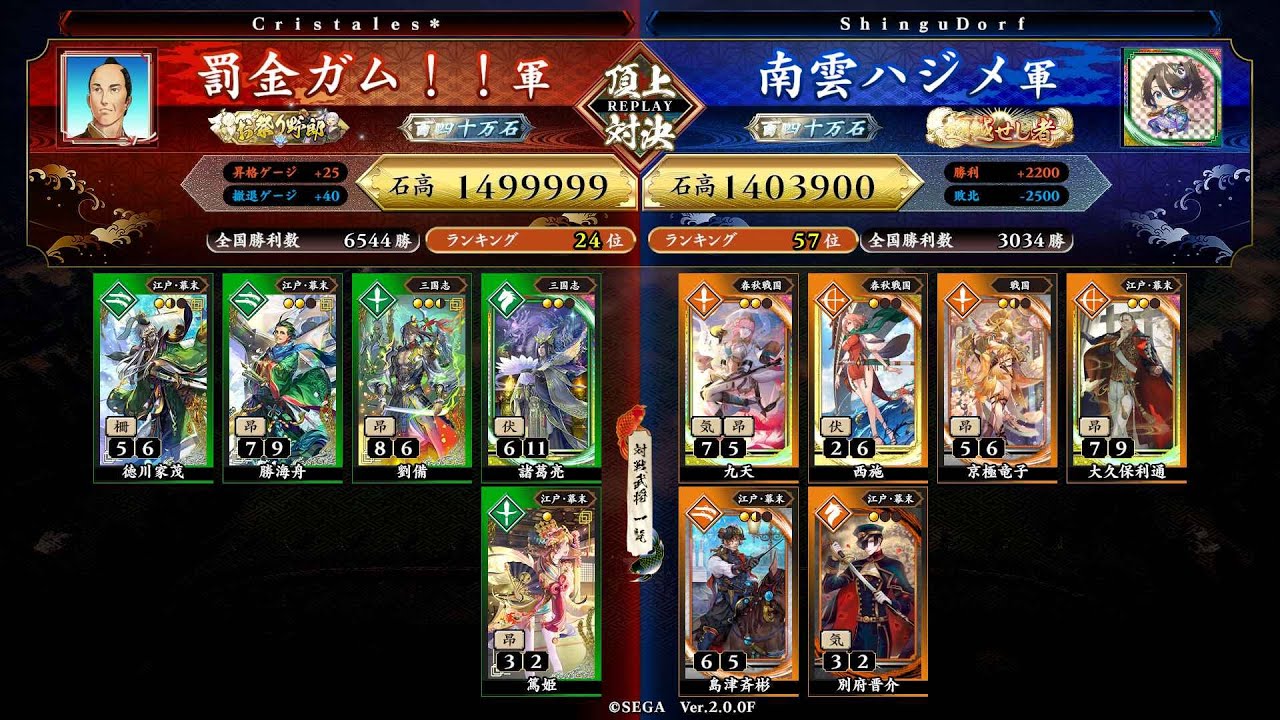 Cristales*
ShinguDorf
罰金ガム!!軍
頂上
REPLAY
対決
南雲ハジメ軍
お祭り野郎
百四十万石
百四十万石
せし者
昇格ゲージ +25
撤退ゲージ +40
石高 1499999
石高 1403900
勝利 +2200
敗北 -2500
全国勝利数 6544勝
ランキング 24位
ランキング 57位
全国勝利数 3034勝
江戸・幕末
江戸・幕末
三国志
三国志
春秋戦国
春秋戦国
戦国
江戸・幕末
柵
昂
昂
伏
気 昂
伏
昂
昂
5 6
7 9
8 6
6 11
7 5
2 6
5 6
7 9
徳川家茂
勝海舟
劉備
諸葛亮
九天
西施
京極竜子
大久保利通
対戦武将一覧
江戸・幕末
江戸・幕末
江戸・幕末
昂
気
3 2
6 5
3 2
篤姫
島津斉彬
別府晋介
©SEGA Ver.2.0.0F